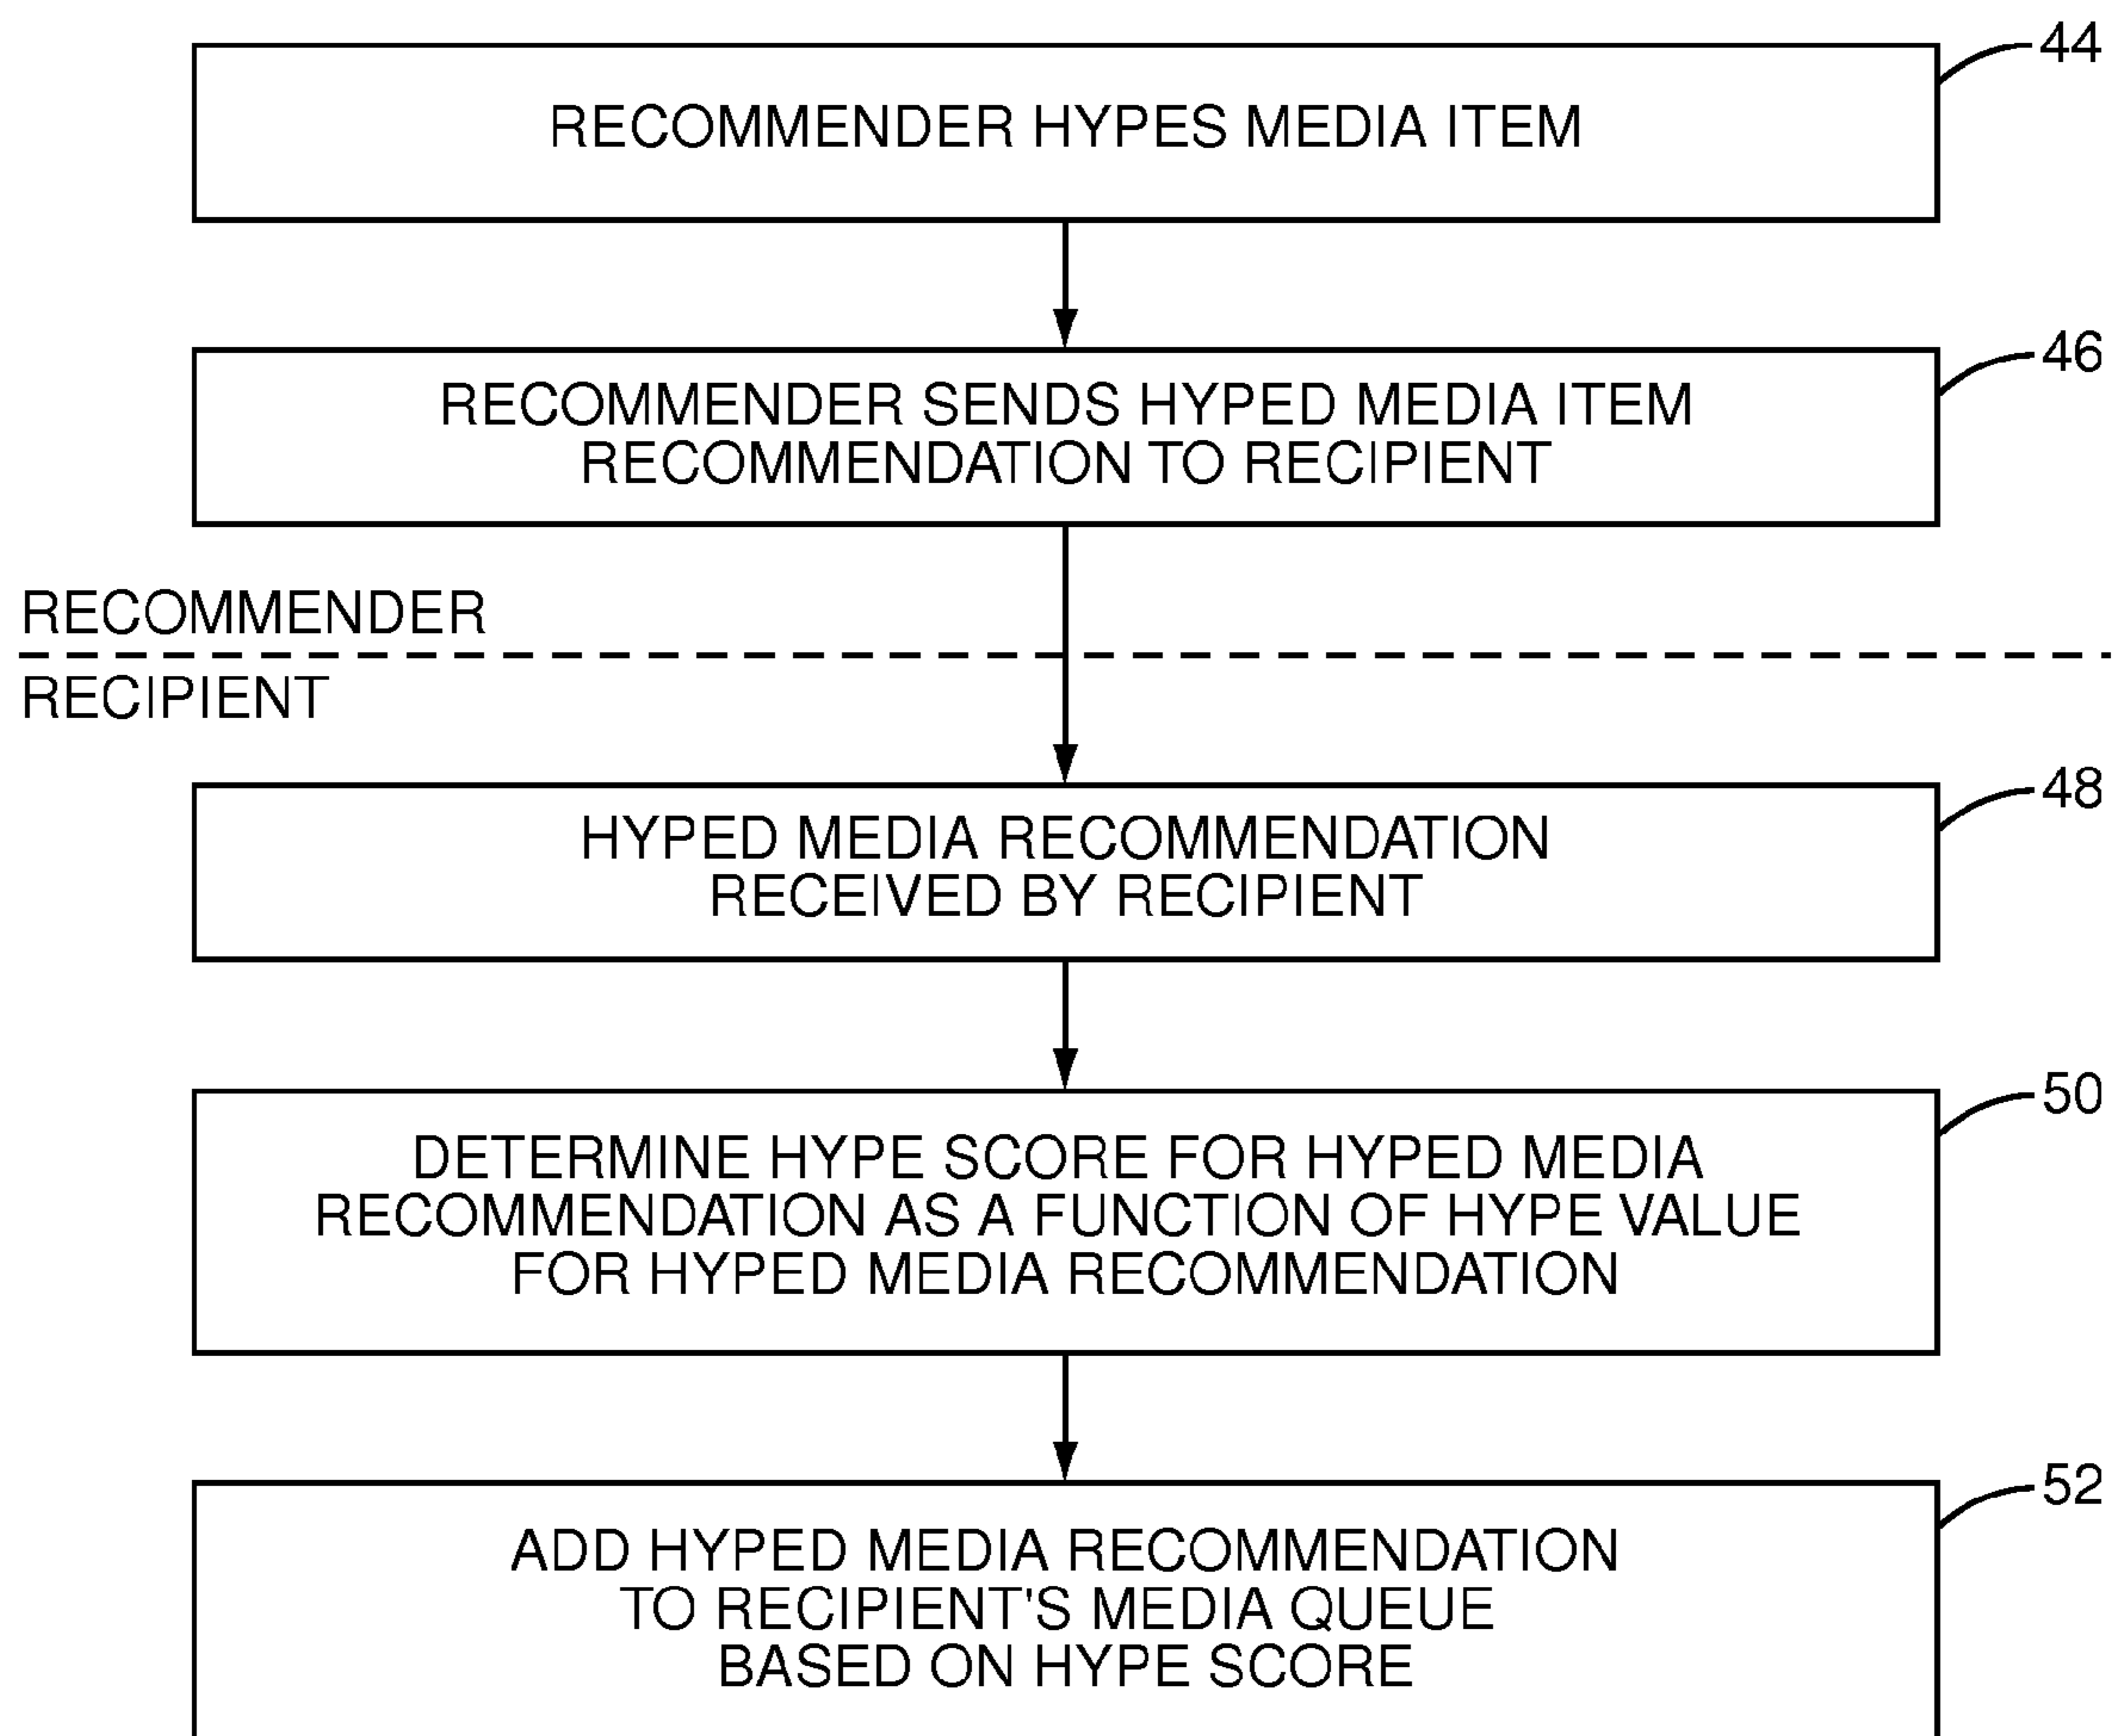 44
RECOMMENDER HYPES MEDIA ITEM
46
RECOMMENDER SENDS HYPED MEDIA ITEM
RECOMMENDATION TO RECIPIENT
RECOMMENDER
RECIPIENT
48
HYPED MEDIA RECOMMENDATION
RECEIVED BY RECIPIENT
50
DETERMINE HYPE SCORE FOR HYPED MEDIA
RECOMMENDATION AS A FUNCTION OF HYPE VALUE
FOR HYPED MEDIA RECOMMENDATION
52
ADD HYPED MEDIA RECOMMENDATION
TO RECIPIENT'S MEDIA QUEUE
BASED ON HYPE SCORE